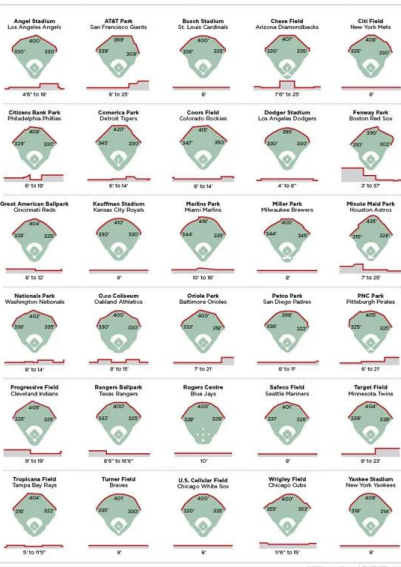 Angel Stadium
Los Angeles Angels
400'
330'
330'
4'6" to 18'
AT&T Park
San Francisco Giants
399'
339'
309'
8' to 25'
Busch Stadium
St. Louis Cardinals
400'
336'
335'
8'
Chase Field
Arizona Diamondbacks
407'
330'
335'
7'6" to 25'
Citi Field
New York Mets
408'
335'
330'
8'
Citizens Bank Park
Philadelphia Phillies
409'
329'
330'
6' to 19'
Comerica Park
Detroit Tigers
420'
345'
330'
6' to 14'
Coors Field
Colorado Rockies
415'
347'
350'
8' to 14'
Dodger Stadium
Los Angeles Dodgers
395'
330'
330'
4' to 8'
Fenway Park
Boston Red Sox
390'
310'
302'
3' to 37'
Great American Ballpark
Cincinnati Reds
404'
328'
325'
8' to 12'
Kauffman Stadium
Kansas City Royals
410'
330'
330'
9'
Marlins Park
Miami Marlins
418'
344'
335'
10' to 16'
Miller Park
Milwaukee Brewers
400'
344'
345'
8'
Minute Maid Park
Houston Astros
435'
315'
326'
7' to 25'
Nationals Park
Washington Nationals
402'
336'
335'
8' to 14'
O.co Coliseum
Oakland Athletics
400'
330'
330'
8' to 15'
Oriole Park
Baltimore Orioles
400'
333'
318'
7' to 21'
Petco Park
San Diego Padres
396'
336'
322'
8' to 11'
PNC Park
Pittsburgh Pirates
400'
325'
6' to 21'
Progressive Field
Cleveland Indians
405'
325'
325'
9' to 19'
Rangers Ballpark
Texas Rangers
400'
332'
325'
Rogers Centre
Blue Jays
400'
328'
328'
10'
Safeco Field
Seattle Mariners
331'
326'
Target Field
Minnesota Twins
404'
339'
328'
8' to 23'
Tropicana Field
Tampa Bay Rays
404'
315'
322'
5' to 11'5"
Turner Field
Braves
401'
335'
330'
8'
U.S. Cellular Field
Chicago White Sox
400'
330'
335'
8'
Wrigley Field
Chicago Cubs
400'
355'
353'
11'6" to 15'
Yankee Stadium
New York Yankees
408'
318'
314'
8'